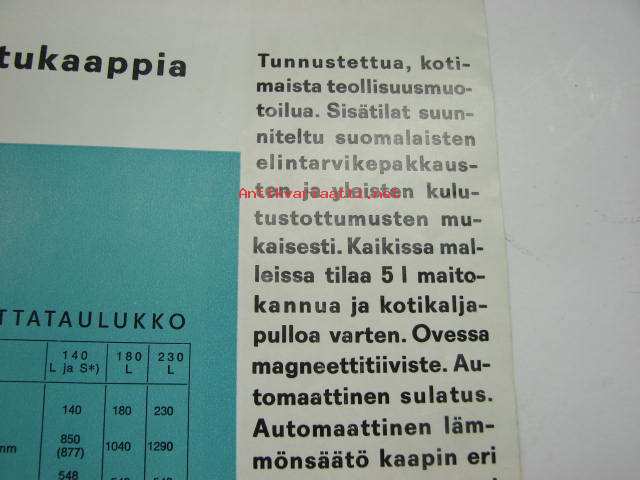 tukaappia
Tunnustettua, koti-
maista teollisuusmuo-
toilua. Sisätilat suun-
niteltu suomalaisten
elintarvikepakkaus-
ten ja yleisten kulu-
tustottumusten mu-
kaisesti. Kaikissa mal-
leissa tilaa 5 l maito-
kannua ja kotikalja-
pulloa varten. Ovessa
magneettitiiviste. Au-
tomaattinen sulatus.
Automaattinen läm-
mönsäätö kaapin eri
Antikvariaatti.net
TTATAULUKKO
140 180 230
L ja S*) L L
140 180 230
mm 850 1040 1290
(877)
548